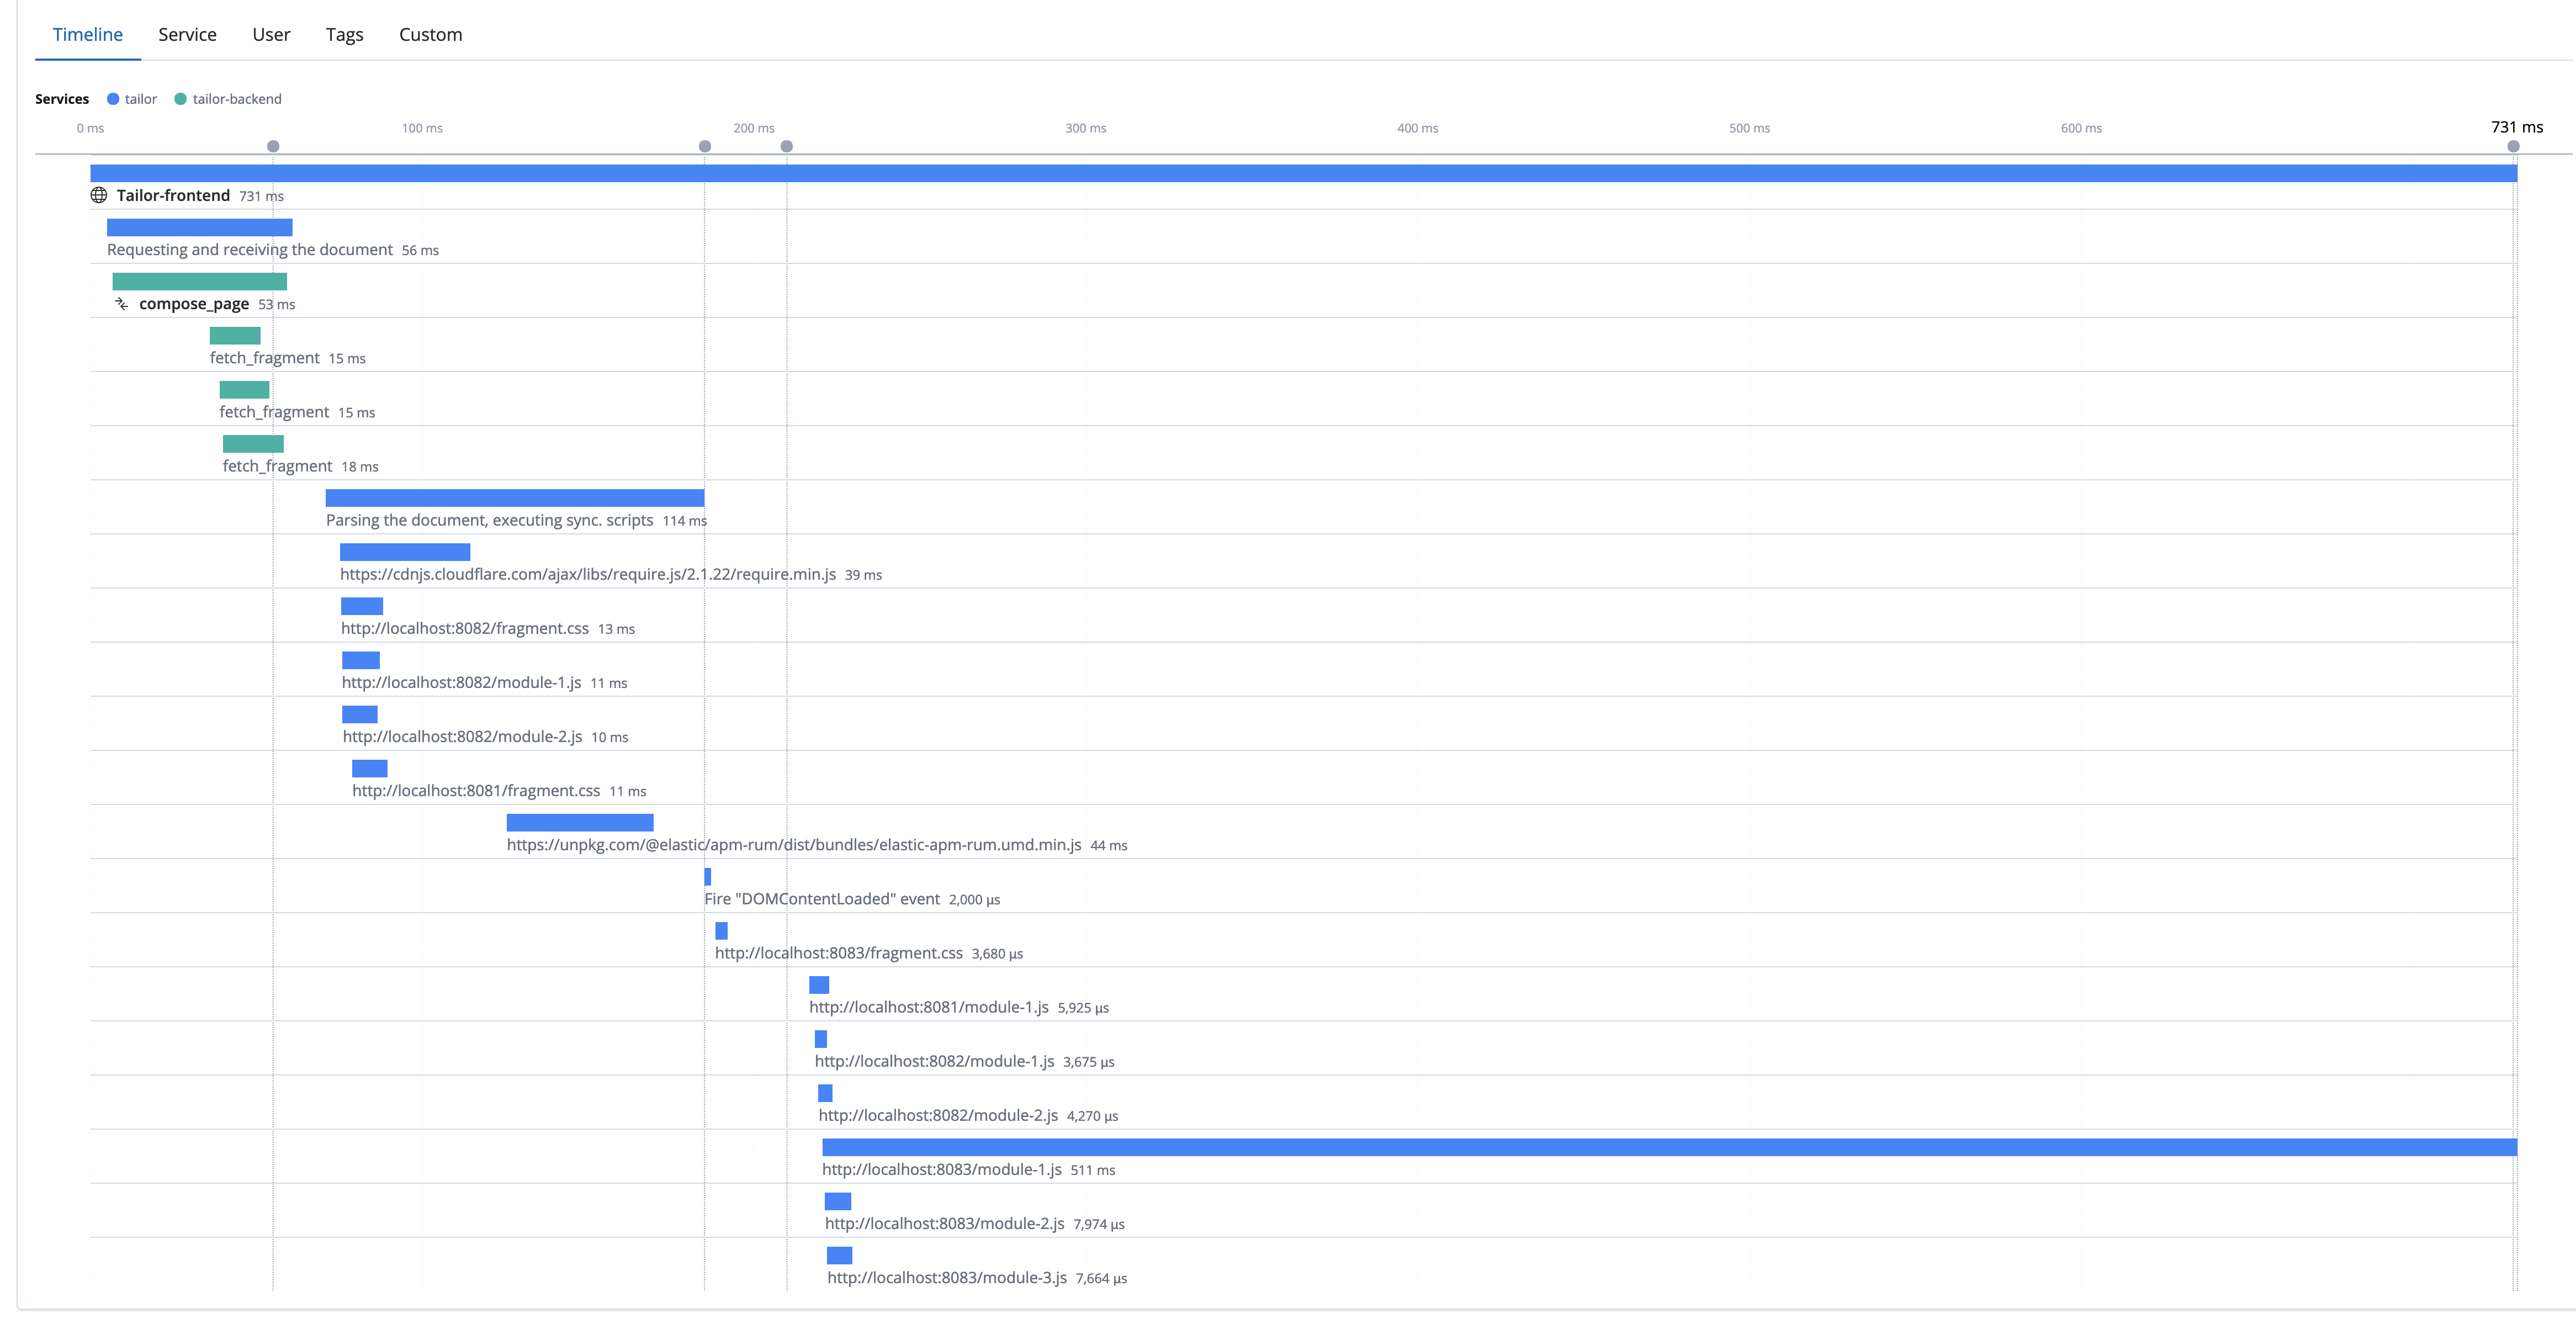 Timeline Service User Tags Custom
Services tailor tailor-backend
0 ms 100 ms 200 ms 300 ms 400 ms 500 ms 600 ms 731 ms
Tailor-frontend 731 ms
Requesting and receiving the document 56 ms
compose_page 53 ms
fetch_fragment 15 ms
fetch_fragment 15 ms
fetch_fragment 18 ms
Parsing the document, executing sync. scripts 114 ms
https://cdnjs.cloudflare.com/ajax/libs/require.js/2.1.22/require.min.js 39 ms
http://localhost:8082/fragment.css 13 ms
http://localhost:8082/module-1.js 11 ms
http://localhost:8082/module-2.js 10 ms
http://localhost:8081/fragment.css 11 ms
https://unpkg.com/@elastic/apm-rum/dist/bundles/elastic-apm-rum.umd.min.js 44 ms
Fire "DOMContentLoaded" event 2,000 μs
http://localhost:8083/fragment.css 3,680 μs
http://localhost:8081/module-1.js 5,925 μs
http://localhost:8082/module-1.js 3,675 μs
http://localhost:8082/module-2.js 4,270 μs
http://localhost:8083/module-1.js 511 ms
http://localhost:8083/module-2.js 7,974 μs
http://localhost:8083/module-3.js 7,664 μs